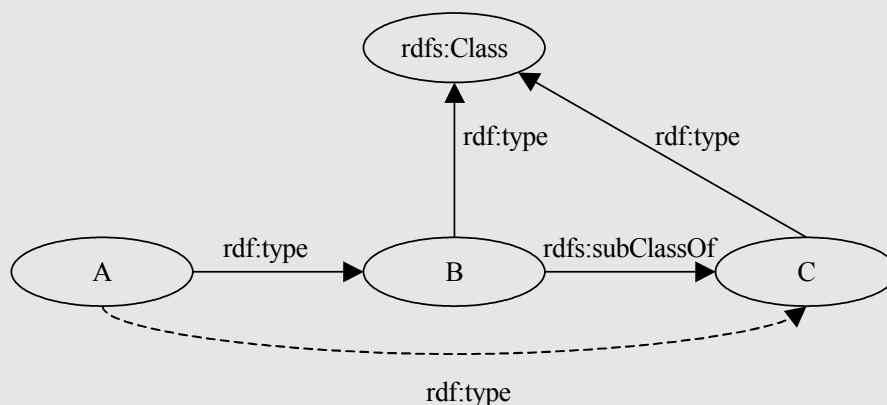 rdfs:Class
rdf:type
rdf:type
A
rdf:type
B
rdfs:subClassOf
C
rdf:type